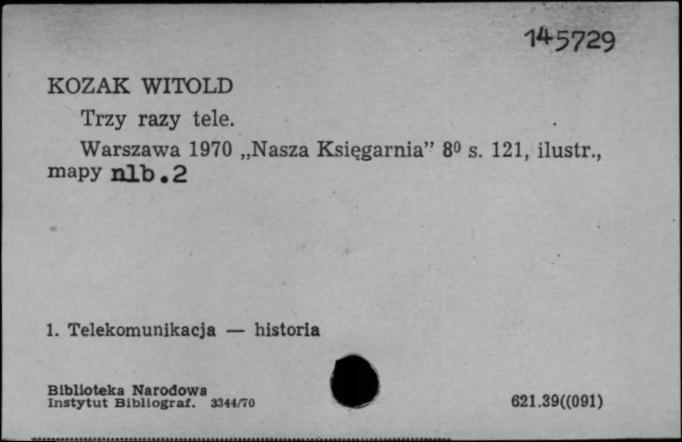 145729
KOZAK WITOLD
Trzy razy tele.
Warszawa 1970 „Nasza Księgarnia” 8⁰ s. 121, ilustr.,
mapy nlb.2
1. Telekomunikacja — historia
Biblioteka Narodowa
Instytut Bibliograf. 3344/70
621.39((091)